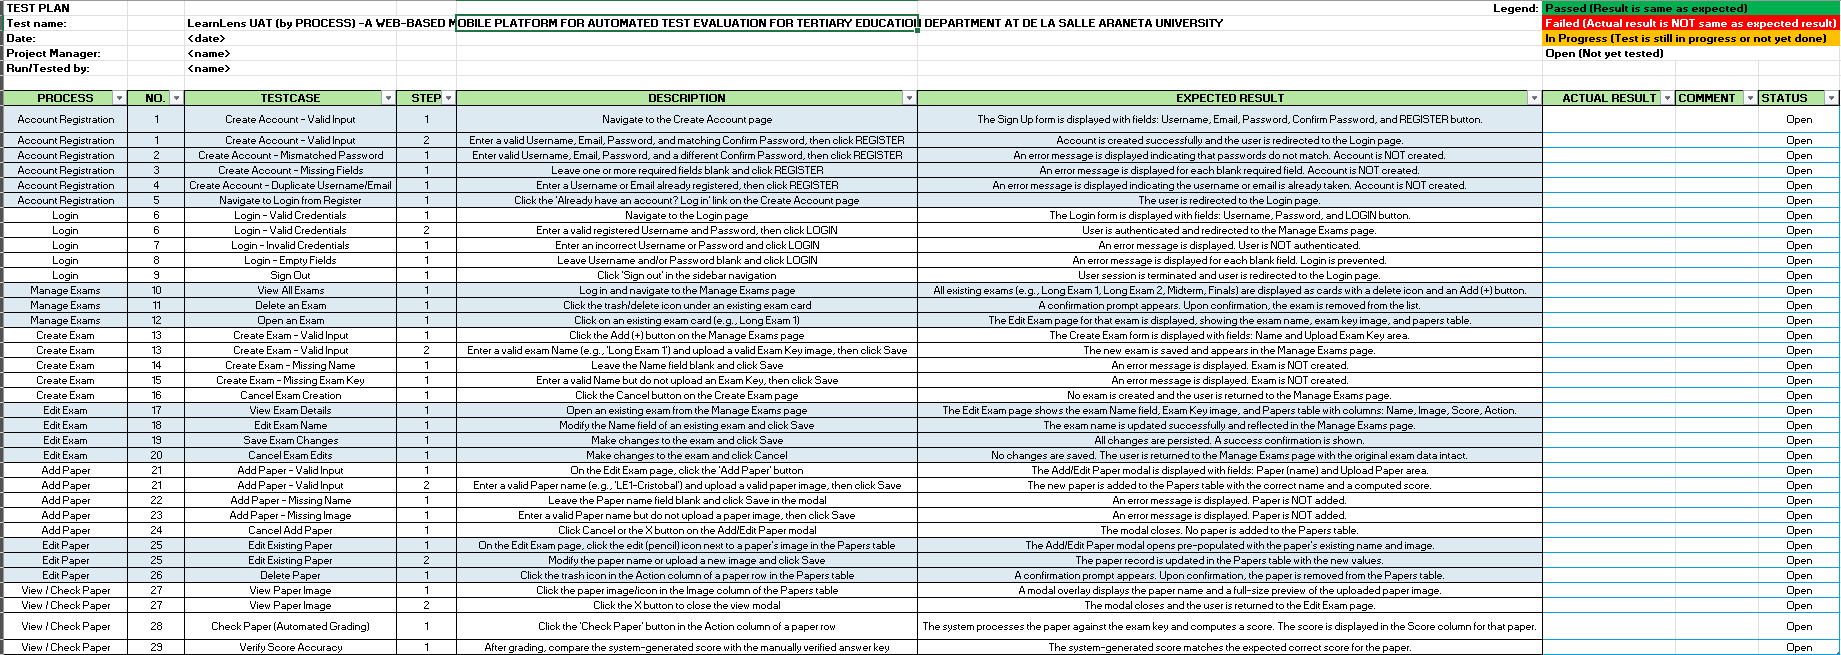 TEST PLAN
Test name: LearnLens UAT (by PROCESS) -A WEB-BASED MOBILE PLATFORM FOR AUTOMATED TEST EVALUATION FOR TERTIARY EDUCATION DEPARTMENT AT DE LA SALLE ARANETA UNIVERSITY Legend: Passed (Result is same as expected)
Failed (Actual result is NOT same as expected result)
Date: <date> In Progress (Test is still in progress or not yet done)
Project Manager: <name> Open (Not yet tested)
Run/Tested by: <name>
PROCESS NO. TESTCASE STEP DESCRIPTION EXPECTED RESULT ACTUAL RESULT COMMENT STATUS
Account Registration 1 Create Account - Valid Input 1 Navigate to the Create Account page The Sign Up form is displayed with fields: Username, Email, Password, Confirm Password, and REGISTER button. Open
Account Registration 1 Create Account - Valid Input 2 Enter a valid Username, Email, Password, and matching Confirm Password, then click REGISTER Account is created successfully and the user is redirected to the Login page. Open
Account Registration 2 Create Account - Mismatched Password 1 Enter valid Username, Email, Password, and a different Confirm Password, then click REGISTER An error message is displayed indicating that passwords do not match. Account is NOT created. Open
Account Registration 3 Create Account - Missing Fields 1 Leave one or more required fields blank and click REGISTER An error message is displayed for each blank required field. Account is NOT created. Open
Account Registration 4 Create Account - Duplicate Username/Email 1 Enter a Username or Email already registered, then click REGISTER An error message is displayed indicating the username or email is already taken. Account is NOT created. Open
Account Registration 5 Navigate to Login from Register 1 Click the 'Already have an account? Log in' link on the Create Account page The user is redirected to the Login page. Open
Login 6 Login - Valid Credentials 1 Navigate to the Login page The Login form is displayed with fields: Username, Password, and LOGIN button. Open
Login 6 Login - Valid Credentials 2 Enter a valid registered Username and Password, then click LOGIN User is authenticated and redirected to the Manage Exams page. Open
Login 7 Login - Invalid Credentials 1 Enter an incorrect Username or Password and click LOGIN An error message is displayed. User is NOT authenticated. Open
Login 8 Login - Empty Fields 1 Leave Username and/or Password blank and click LOGIN An error message is displayed for each blank field. Login is prevented. Open
Login 9 Sign Out 1 Click 'Sign out' in the sidebar navigation User session is terminated and user is redirected to the Login page. Open
Manage Exams 10 View All Exams 1 Log in and navigate to the Manage Exams page All existing exams (e.g., Long Exam 1, Long Exam 2, Midterm, Finals) are displayed as cards with a delete icon and an Add (+) button. Open
Manage Exams 11 Delete an Exam 1 Click the trash/delete icon under an existing exam card A confirmation prompt appears. Upon confirmation, the exam is removed from the list. Open
Manage Exams 12 Open an Exam 1 Click on an existing exam card (e.g., Long Exam 1) The Edit Exam page for that exam is displayed, showing the exam name, exam key image, and papers table. Open
Create Exam 13 Create Exam - Valid Input 1 Click the Add (+) button on the Manage Exams page The Create Exam form is displayed with fields: Name and Upload Exam Key area. Open
Create Exam 13 Create Exam - Valid Input 2 Enter a valid exam Name (e.g., 'Long Exam 1') and upload a valid Exam Key image, then click Save The new exam is saved and appears in the Manage Exams page. Open
Create Exam 14 Create Exam - Missing Name 1 Leave the Name field blank and click Save An error message is displayed. Exam is NOT created. Open
Create Exam 15 Create Exam - Missing Exam Key 1 Enter a valid Name but do not upload an Exam Key, then click Save An error message is displayed. Exam is NOT created. Open
Create Exam 16 Cancel Exam Creation 1 Click the Cancel button on the Create Exam page No exam is created and the user is returned to the Manage Exams page. Open
Edit Exam 17 View Exam Details 1 Open an existing exam from the Manage Exams page The Edit Exam page shows the exam Name field, Exam Key image, and Papers table with columns: Name, Image, Score, Action. Open
Edit Exam 18 Edit Exam Name 1 Modify the Name field of an existing exam and click Save The exam name is updated successfully and reflected in the Manage Exams page. Open
Edit Exam 19 Save Exam Changes 1 Make changes to the exam and click Save All changes are persisted. A success confirmation is shown. Open
Edit Exam 20 Cancel Exam Edits 1 Make changes to the exam and click Cancel No changes are saved. The user is returned to the Manage Exams page with the original exam data intact. Open
Add Paper 21 Add Paper - Valid Input 1 On the Edit Exam page, click the 'Add Paper' button The Add/Edit Paper modal is displayed with fields: Paper (name) and Upload Paper area. Open
Add Paper 21 Add Paper - Valid Input 2 Enter a valid Paper name (e.g., 'LE1-Cristobal') and upload a valid paper image, then click Save The new paper is added to the Papers table with the correct name and a computed score. Open
Add Paper 22 Add Paper - Missing Name 1 Leave the Paper name field blank and click Save in the modal An error message is displayed. Paper is NOT added. Open
Add Paper 23 Add Paper - Missing Image 1 Enter a valid Paper name but do not upload a paper image, then click Save An error message is displayed. Paper is NOT added. Open
Add Paper 24 Cancel Add Paper 1 Click Cancel or the X button on the Add/Edit Paper modal The modal closes. No paper is added to the Papers table. Open
Edit Paper 25 Edit Existing Paper 1 On the Edit Exam page, click the edit (pencil) icon next to a paper's image in the Papers table The Add/Edit Paper modal opens pre-populated with the paper's existing name and image. Open
Edit Paper 25 Edit Existing Paper 2 Modify the paper name or upload a new image and click Save The paper record is updated in the Papers table with the new values. Open
Edit Paper 26 Delete Paper 1 Click the trash icon in the Action column of a paper row in the Papers table A confirmation prompt appears. Upon confirmation, the paper is removed from the Papers table. Open
View / Check Paper 27 View Paper Image 1 Click the paper image/icon in the Image column of the Papers table A modal overlay displays the paper name and a full-size preview of the uploaded paper image. Open
View / Check Paper 27 View Paper Image 2 Click the X button to close the view modal The modal closes and the user is returned to the Edit Exam page. Open
View / Check Paper 28 Check Paper (Automated Grading) 1 Click the 'Check Paper' button in the Action column of a paper row The system processes the paper against the exam key and computes a score. The score is displayed in the Score column for that paper. Open
View / Check Paper 29 Verify Score Accuracy 1 After grading, compare the system-generated score with the manually verified answer key The system-generated score matches the expected correct score for the paper. Open